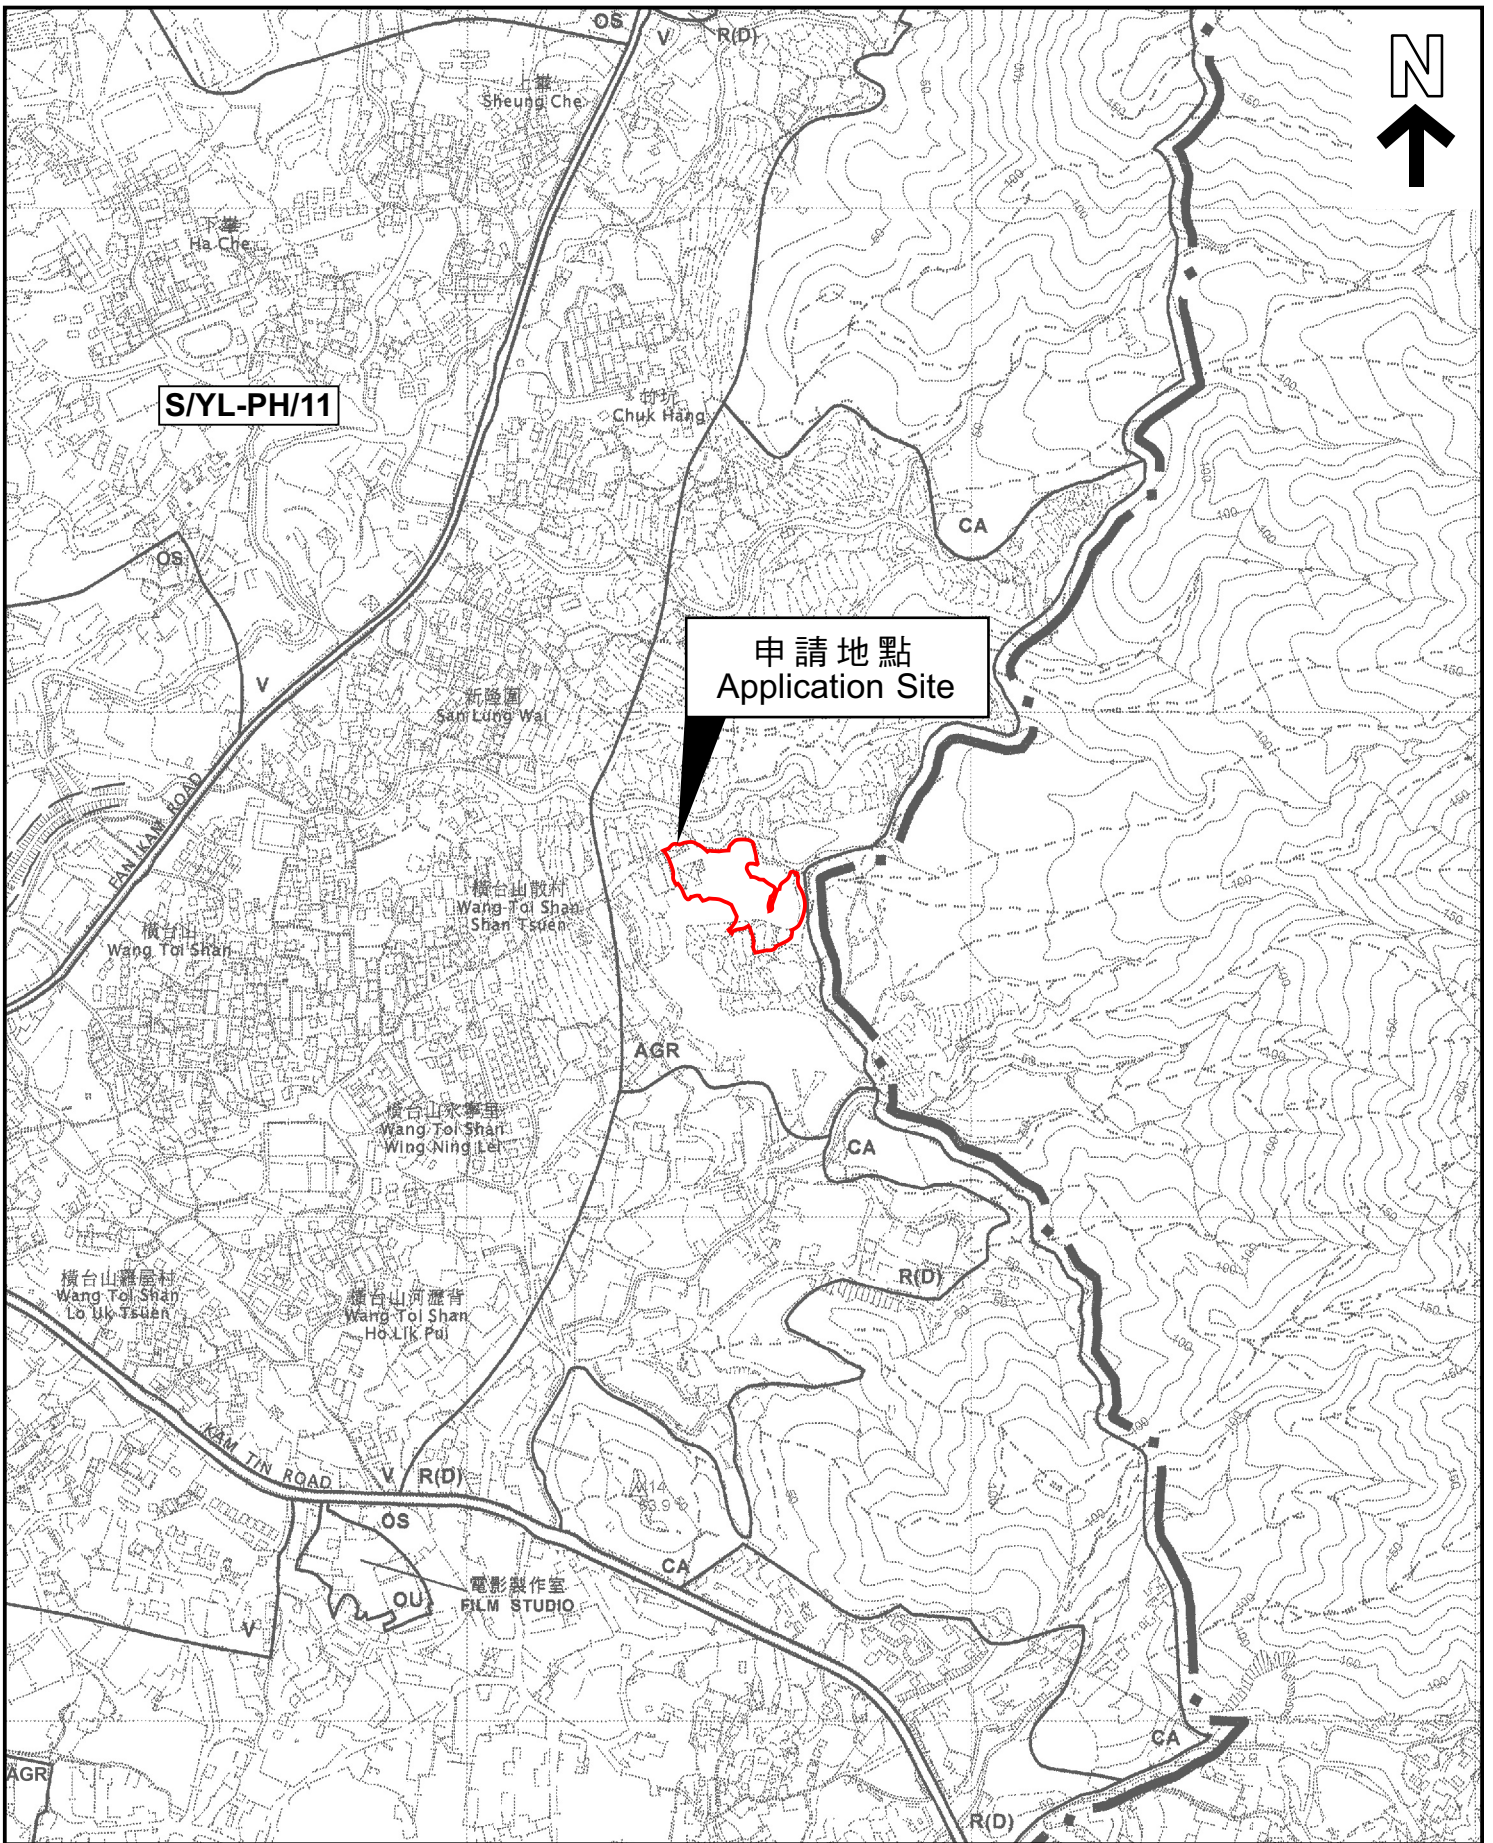 OS
V
R(D)
N
上輋
Sheung Che
下輋
Ha Che
S/YL-PH/11
竹坑
Chuk Hang
CA
OS
申請地點
Application Site
V
新隆圍
San Lung Wai
FAN KAM ROAD
橫台山散村
Wang Toi Shan
Shan Tsuen
橫台山
Wang Toi Shan
AGR
橫台山永寧里
Wang Toi Shan
Wing Ning Lei
CA
橫台山羅屋村
Wang Toi Shan
Lo Uk Tsuen
橫台山河瀝背
Wang Toi Shan
Ho Lik Pui
R(D)
KAM TIN ROAD
V
R(D)
OS
CA
電影製作室
FILM STUDIO
OU
V
CA
AGR
R(D)